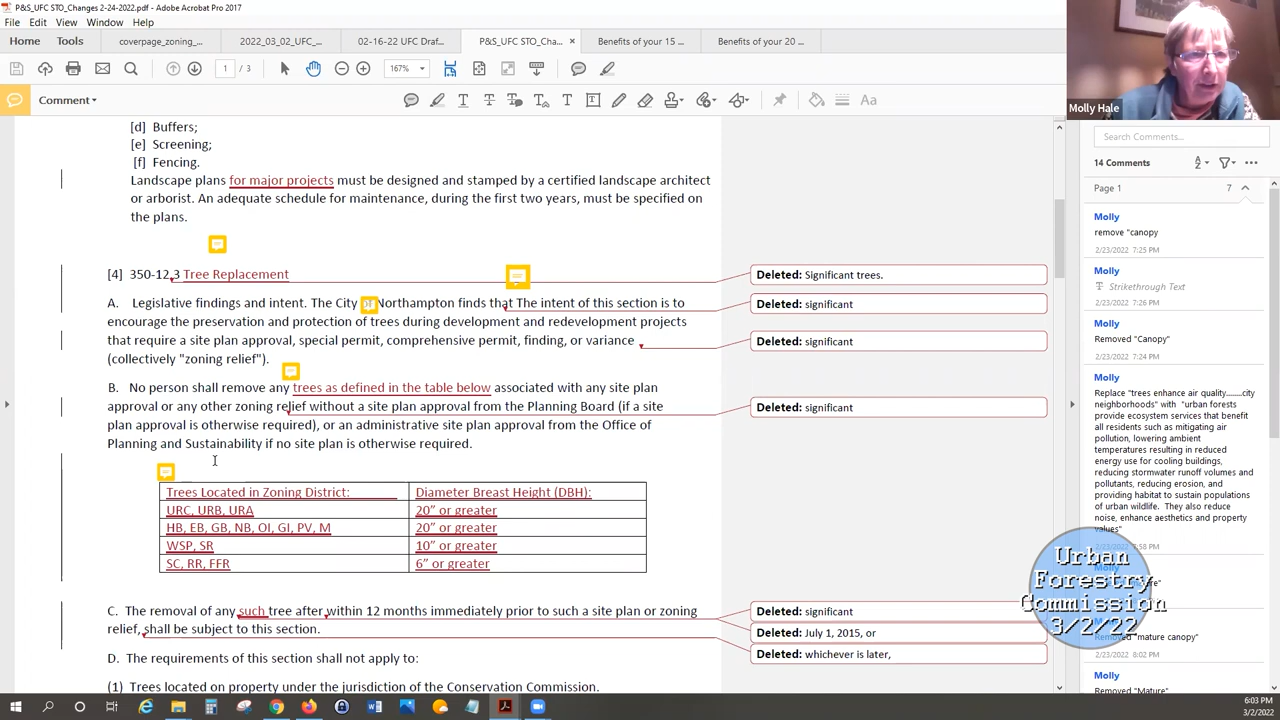 P&S_UFC STO_Changes 2-24-2022.pdf - Adobe Acrobat Pro 2017
File Edit View Window Help
Home Tools coverpage_zoning_... 2022_03_02_UFC_... 02-16-22 UFC Draf... P&S_UFC STO_Cha... × Benefits of your 15 ... Benefits of your 20 ...
1 / 3 167%
Comment
Molly Hale
[d] Buffers;
[e] Screening;
[f] Fencing.
Landscape plans for major projects must be designed and stamped by a certified landscape architect
or arborist. An adequate schedule for maintenance, during the first two years, must be specified on
the plans.
[4] 350-12.3 Tree Replacement
Deleted: Significant trees.
A. Legislative findings and intent. The City of Northampton finds that The intent of this section is to
Deleted: significant
encourage the preservation and protection of trees during development and redevelopment projects
that require a site plan approval, special permit, comprehensive permit, finding, or variance
Deleted: significant
(collectively "zoning relief").
B. No person shall remove any trees as defined in the table below associated with any site plan
approval or any other zoning relief without a site plan approval from the Planning Board (if a site
Deleted: significant
plan approval is otherwise required), or an administrative site plan approval from the Office of
Planning and Sustainability if no site plan is otherwise required.
Trees Located in Zoning District: Diameter Breast Height (DBH):
URC, URB, URA 20” or greater
HB, EB, GB, NB, OI, GI, PV, M 20” or greater
WSP, SR 10” or greater
SC, RR, FFR 6” or greater
C. The removal of any such tree after within 12 months immediately prior to such a site plan or zoning
Deleted: significant
relief, shall be subject to this section.
Deleted: July 1, 2015, or
Deleted: whichever is later,
D. The requirements of this section shall not apply to:
(1) Trees located on property under the jurisdiction of the Conservation Commission.
Search Comments...
14 Comments
Page 1 7
Molly
remove "canopy
2/23/2022 7:25 PM
Molly
Strikethrough Text
2/23/2022 7:26 PM
Molly
Removed "Canopy"
2/23/2022 7:24 PM
Molly
Replace "trees enhance air quality........city
neighborhoods" with "urban forests
provide ecosystem services that benefit
all residents such as mitigating air
pollution, lowering ambient
temperatures resulting in reduced
energy use for cooling buildings,
reducing stormwater runoff volumes and
pollutants, reducing erosion, and
providing habitat to sustain populations
of urban wildlife. They also reduce
noise, enhance aesthetics and property
values"
7:58 PM
Molly
2/23/2022 7:59 PM
Removed "mature canopy"
2/23/2022 8:02 PM
Molly
Removed "Mature"
Urban
Forestry
Commission
3/2/22
6:03 PM
3/2/2022